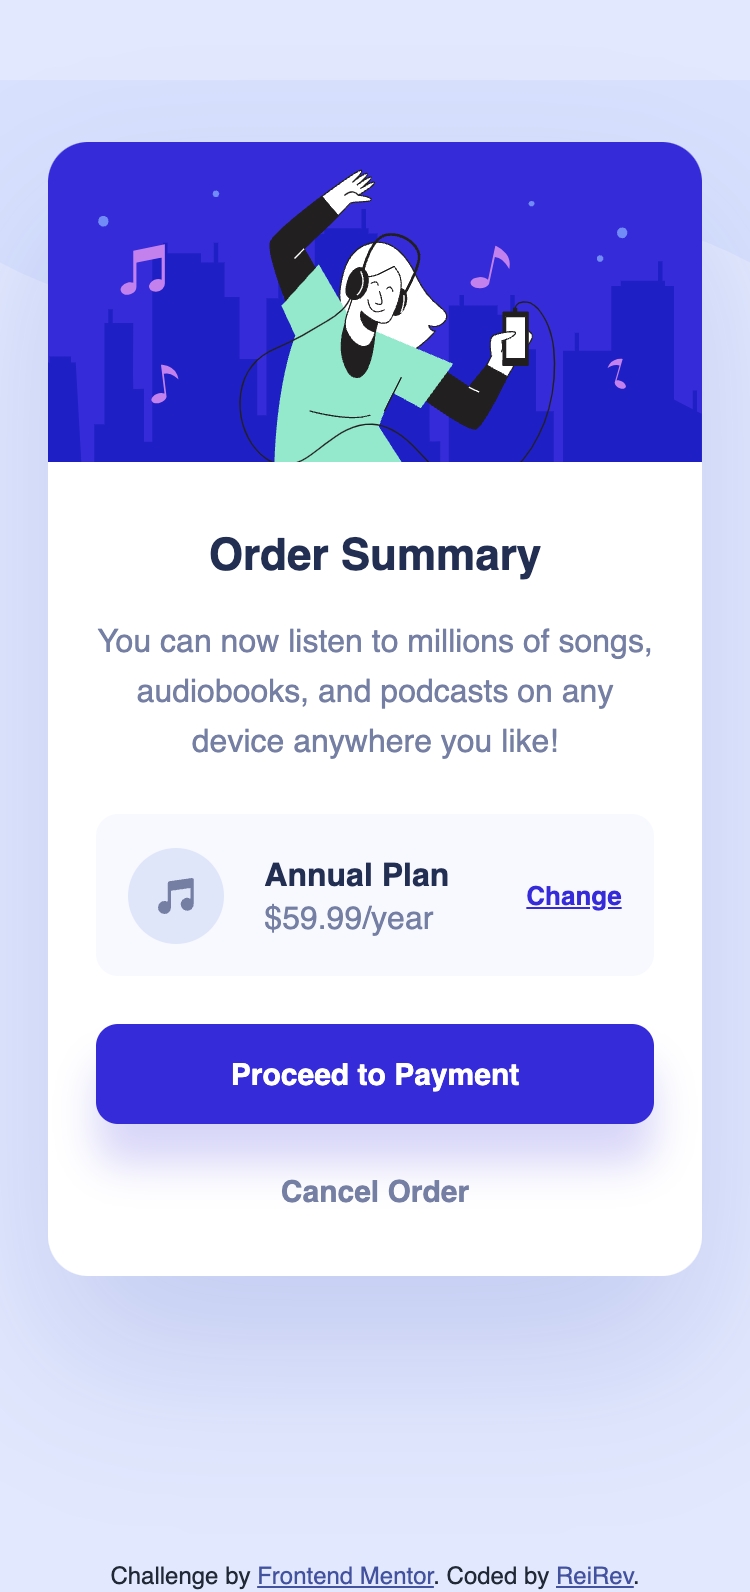 Order Summary
You can now listen to millions of songs,
audiobooks, and podcasts on any
device anywhere you like!
Annual Plan
$59.99/year
Change
Proceed to Payment
Cancel Order
Challenge by Frontend Mentor. Coded by ReiRev.